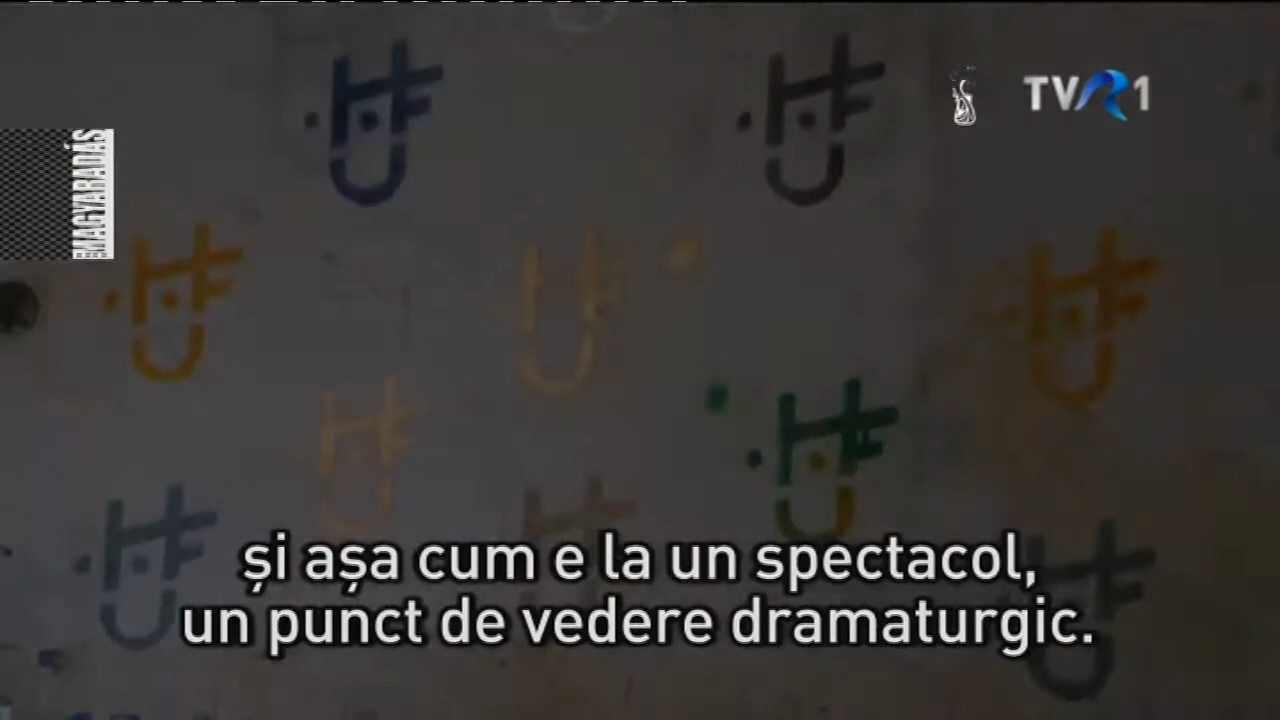 TVR1
MAGYARADÁS
și așa cum e la un spectacol,
un punct de vedere dramaturgic.